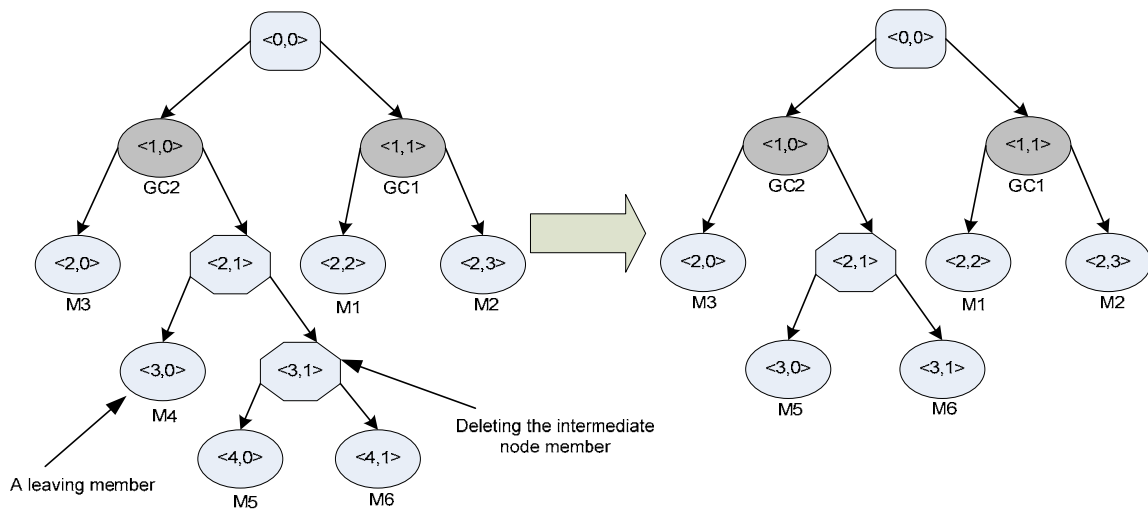 <0,0>
<1,0>
GC2
<1,1>
GC1
<2,0>
M3
<2,1>
<2,2>
M1
<2,3>
M2
<3,0>
M4
<3,1>
<4,0>
M5
<4,1>
M6
A leaving member
Deleting the intermediate
node member
<0,0>
<1,0>
GC2
<1,1>
GC1
<2,0>
M3
<2,1>
<2,2>
M1
<2,3>
M2
<3,0>
M5
<3,1>
M6